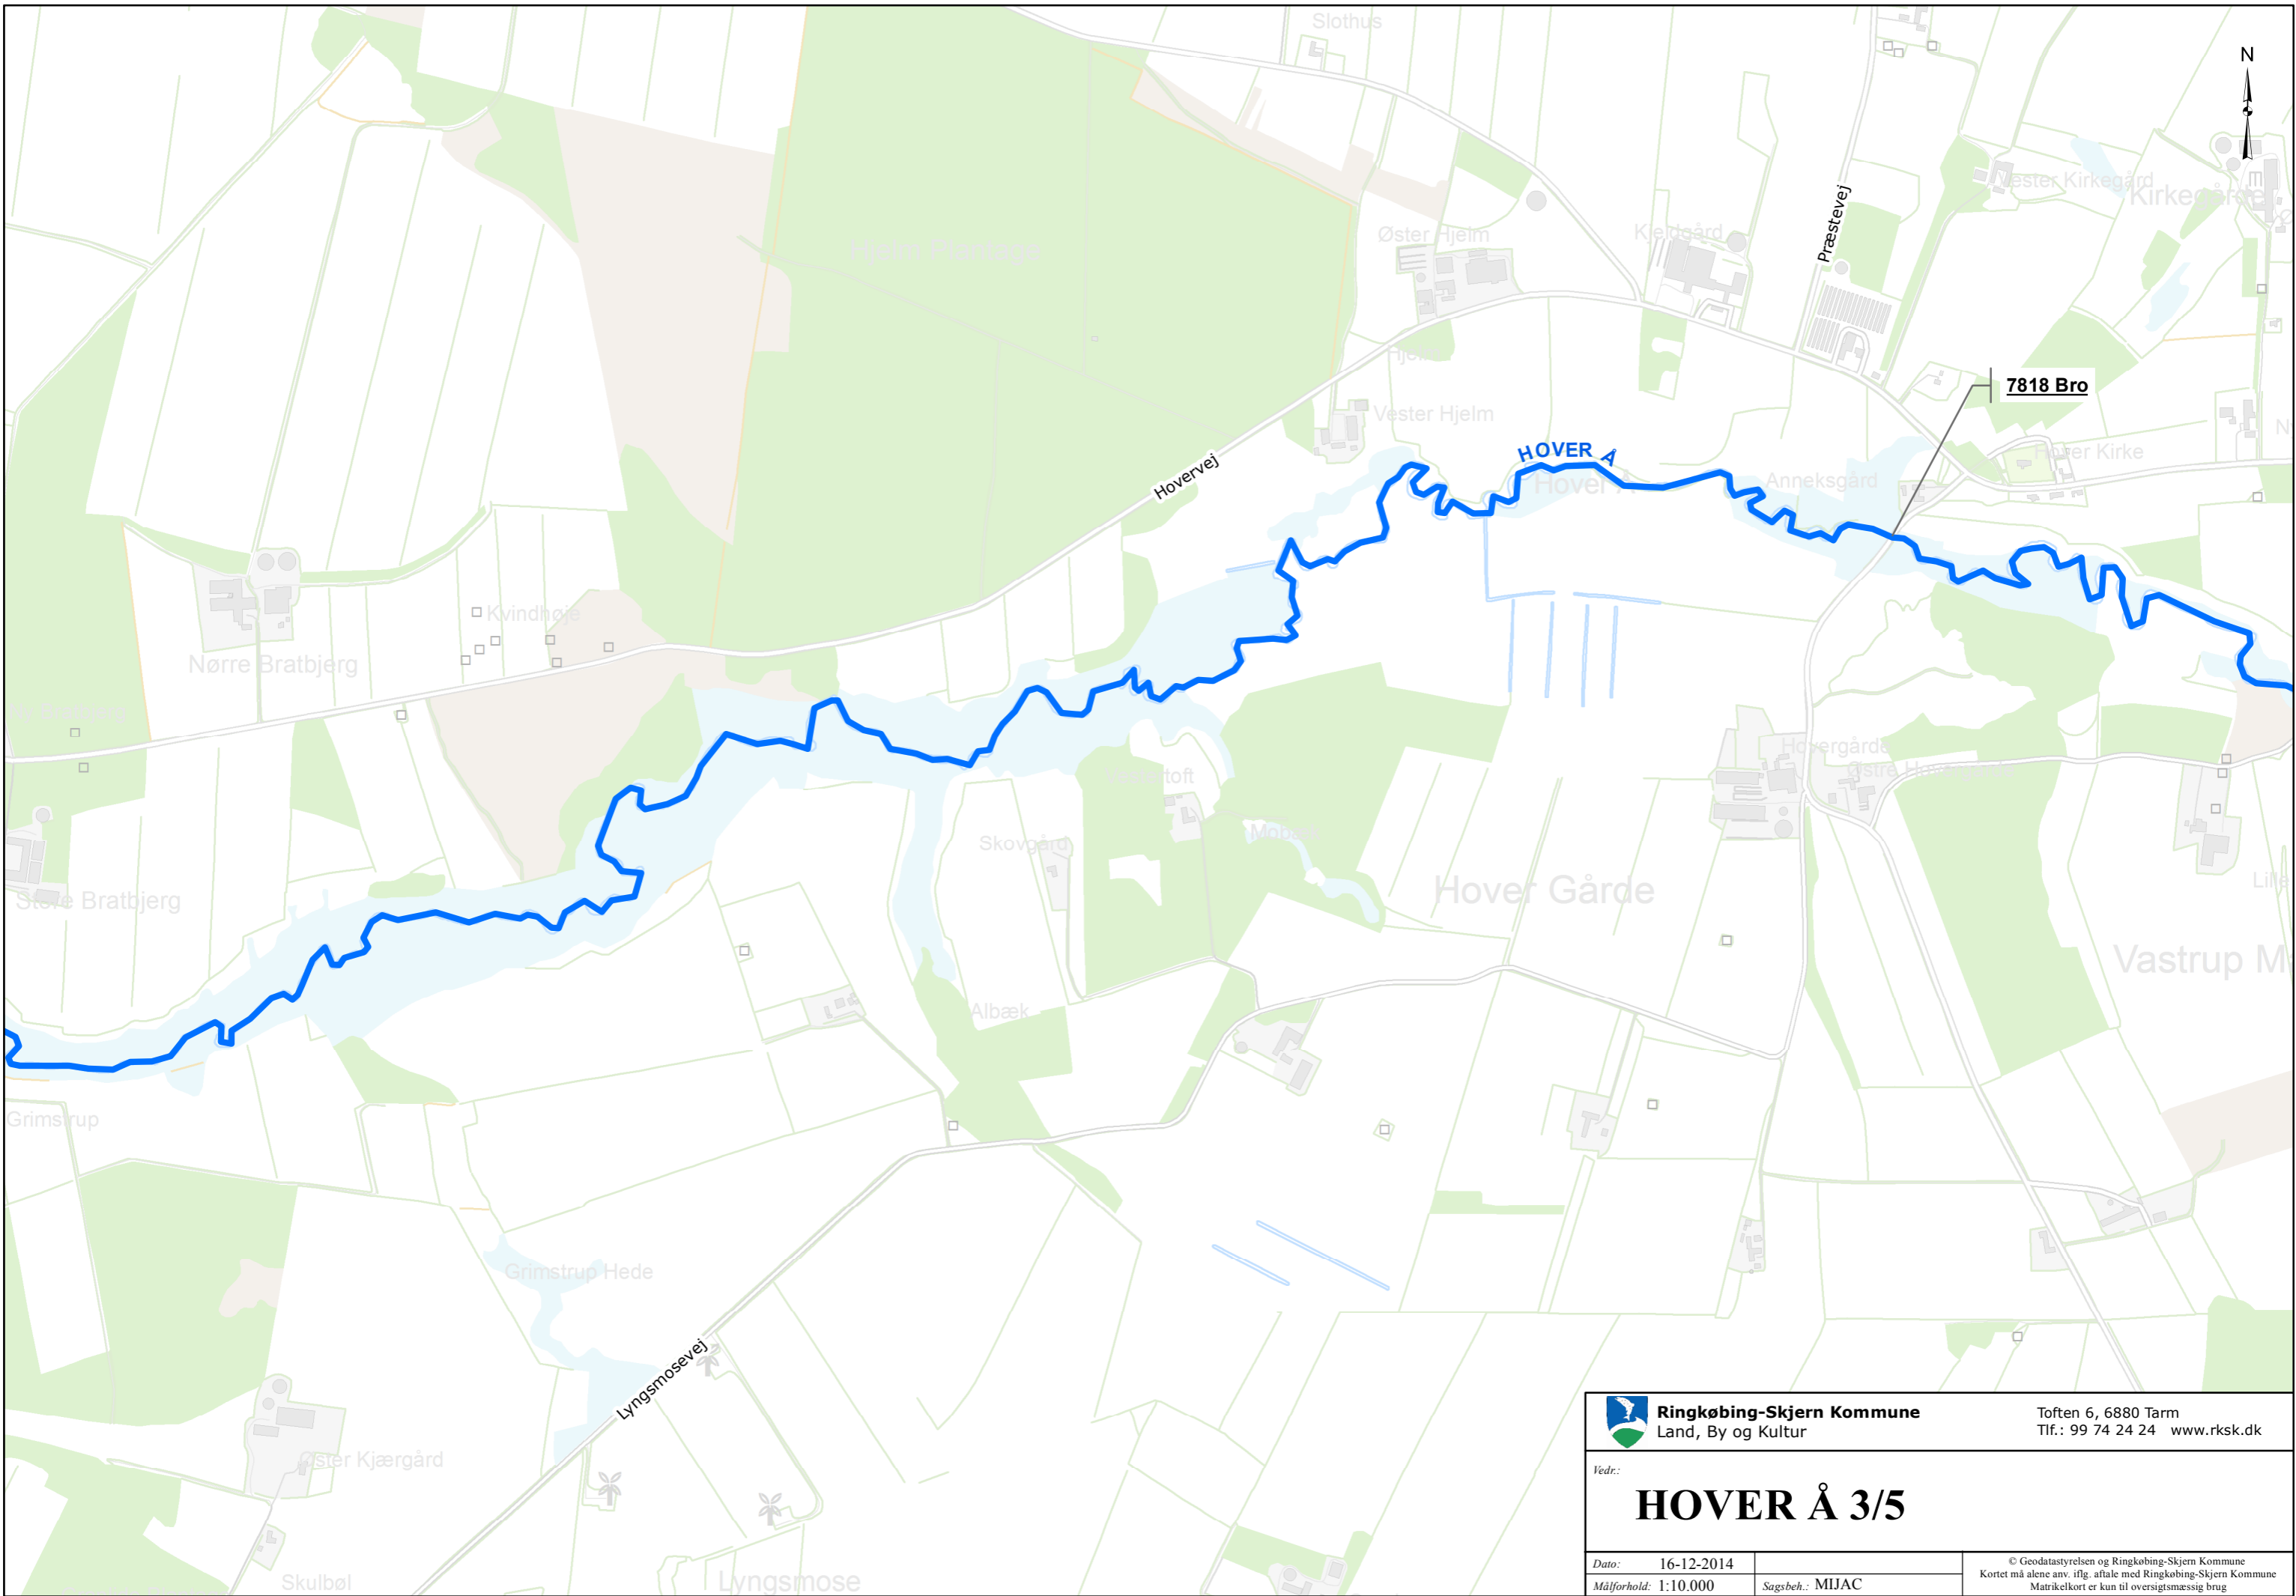 Slothus
N
Vester Kirkegård
Kirkegårde
Præstevej
Øster Hjelm
Kjeldgård
Hjelm Plantage
7818 Bro
Vester Hjelm
HOVER Å
Hover Kirke
Hover Å
Anneksgård
Hovervej
Kvindhøje
Nørre Bratbjerg
Hovergårde
Skovgård
Hover Gårde
Store Bratbjerg
Vastrup M
Albæk
Grimstrup
Grimstrup Hede
Lyngsmosevej
Øster Kjærgård
Skulbøl
Lyngsmose
Ringkøbing-Skjern Kommune
Land, By og Kultur
Toften 6, 6880 Tarm
Tlf.: 99 74 24 24 www.rksk.dk
Vedr.:
HOVER Å 3/5
Dato: 16-12-2014
Målforhold: 1:10.000
Sagsbeh.: MIJAC
© Geodatastyrelsen og Ringkøbing-Skjern Kommune
Kortet må alene anv. iflg. aftale med Ringkøbing-Skjern Kommune
Matrikelkort er kun til oversigtsmæssig brug